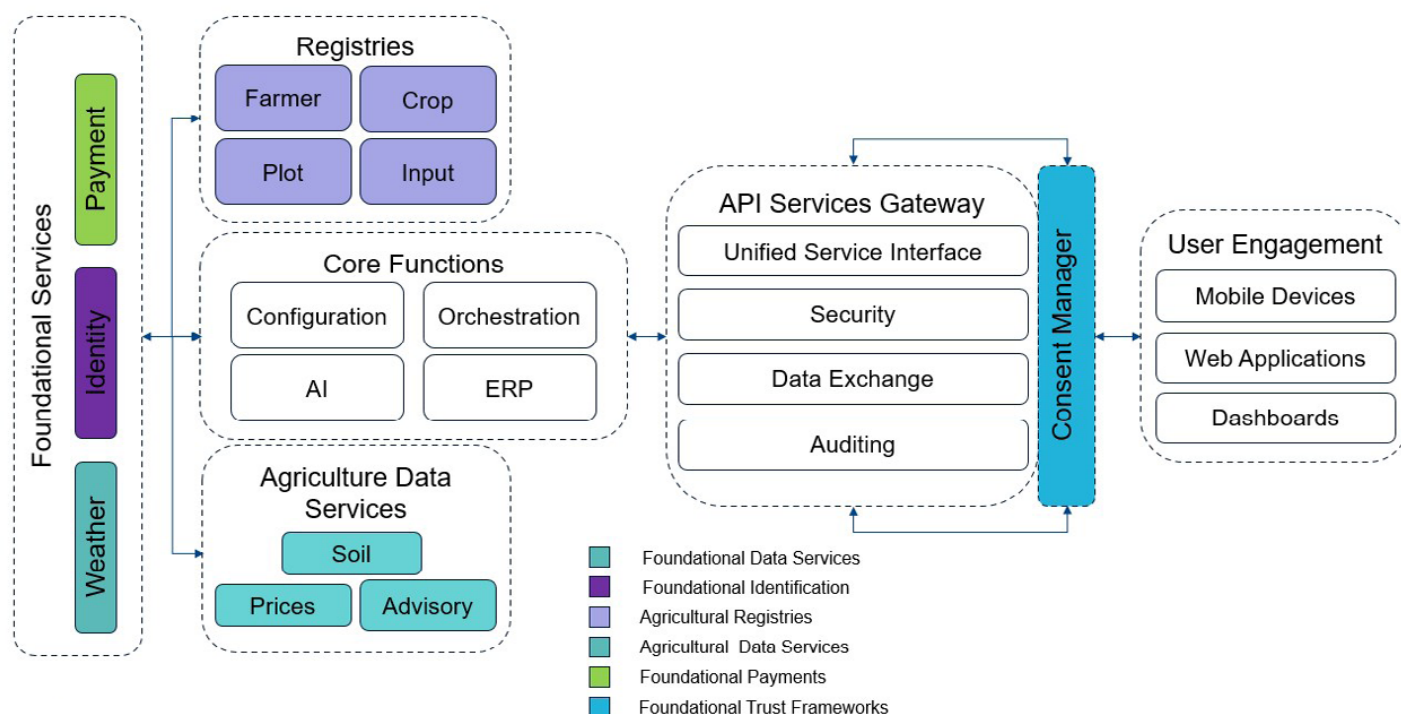 Foundational Services
Payment
Identity
Weather
Registries
Farmer
Crop
Plot
Input
Core Functions
Configuration
Orchestration
AI
ERP
Agriculture Data
Services
Soil
Prices
Advisory
API Services Gateway
Unified Service Interface
Security
Data Exchange
Auditing
Consent Manager
User Engagement
Mobile Devices
Web Applications
Dashboards
Foundational Data Services
Foundational Identification
Agricultural Registries
Agricultural Data Services
Foundational Payments
Foundational Trust Frameworks